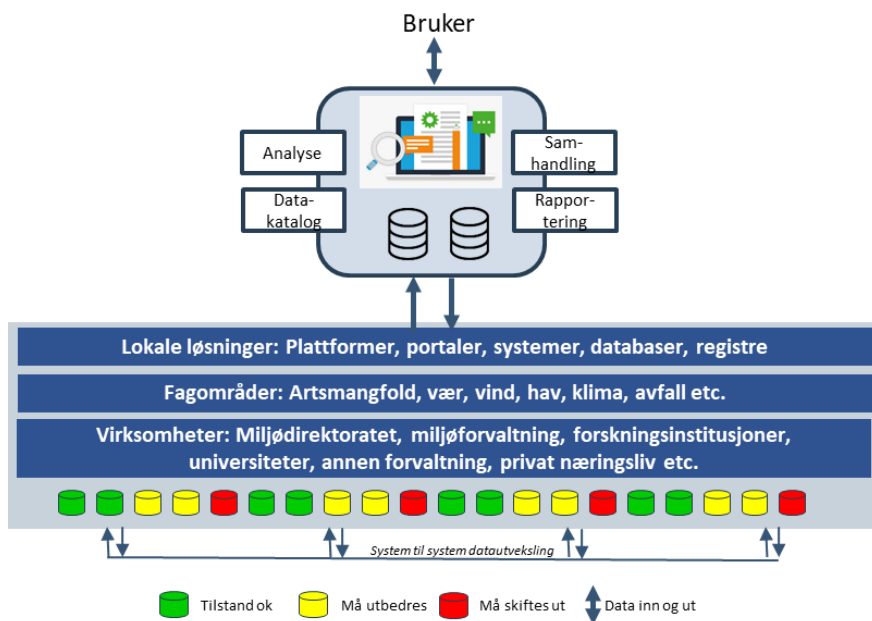 Bruker
Analyse
Sam-
handling
Data-
katalog
Rappor-
tering
Lokale løsninger: Plattformer, portaler, systemer, databaser, registre
Fagområder: Artsmangfold, vær, vind, hav, klima, avfall etc.
Virksomheter: Miljødirektoratet, miljøforvaltning, forskningsinstitusjoner,
universiteter, annen forvaltning, privat næringsliv etc.
System til system datautveksling
Tilstand ok
Må utbedres
Må skiftes ut
Data inn og ut